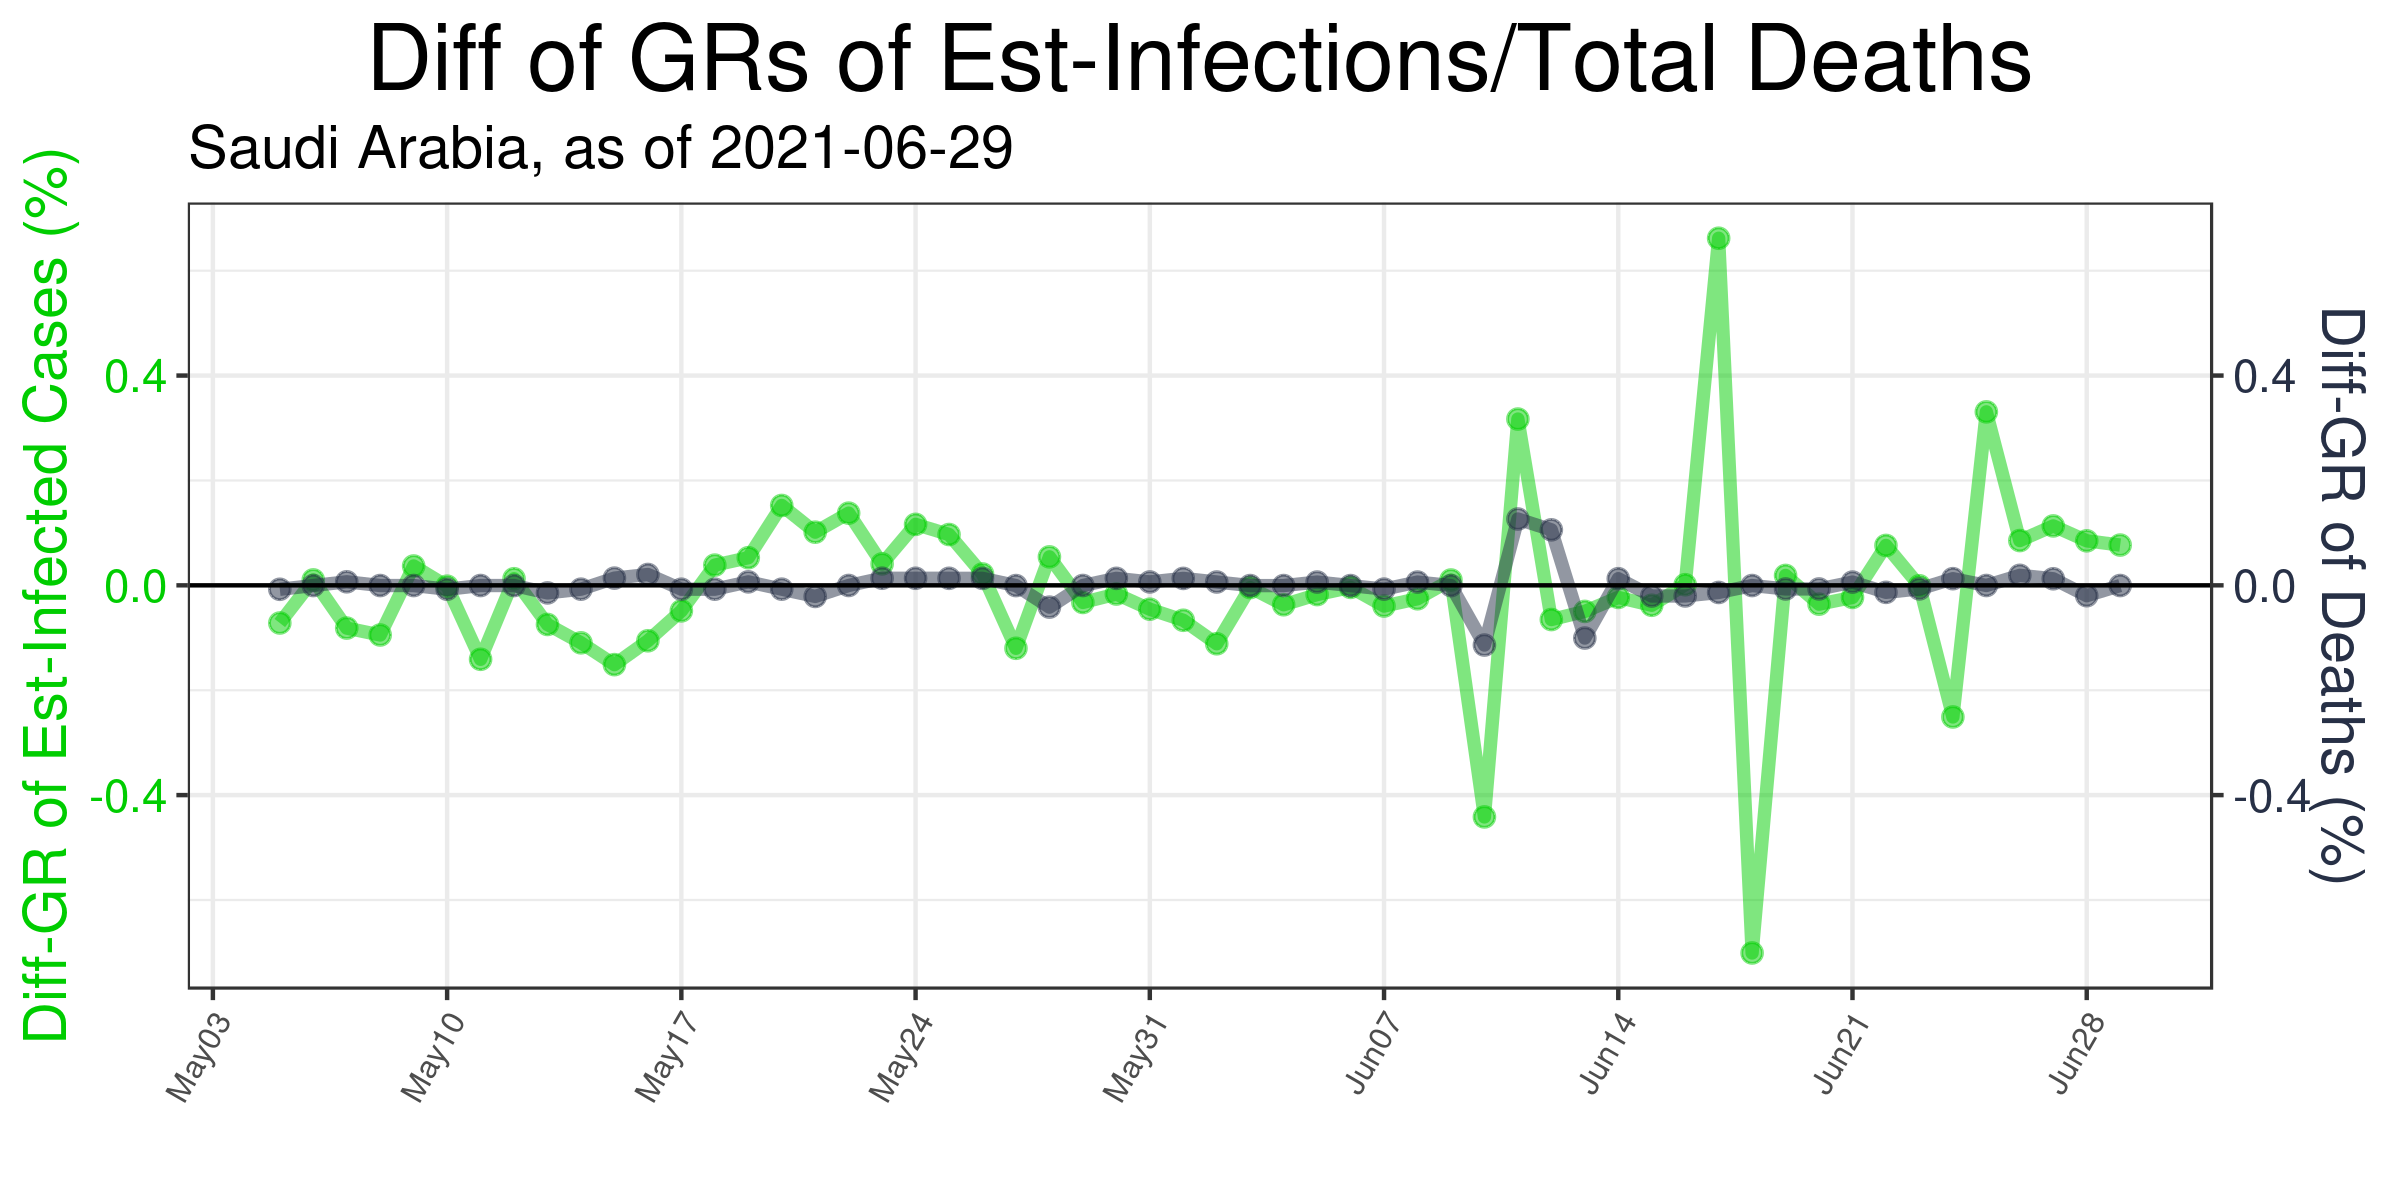 Diff of GRs of Est-Infections/Total Deaths
Saudi Arabia, as of 2021-06-29
Diff-GR of Est-Infected Cases (%)
0.4
0.0
-0.4
0.4
0.0
-0.4
Diff-GR of Deaths (%)
May03
May10
May17
May24
May31
Jun07
Jun14
Jun21
Jun28